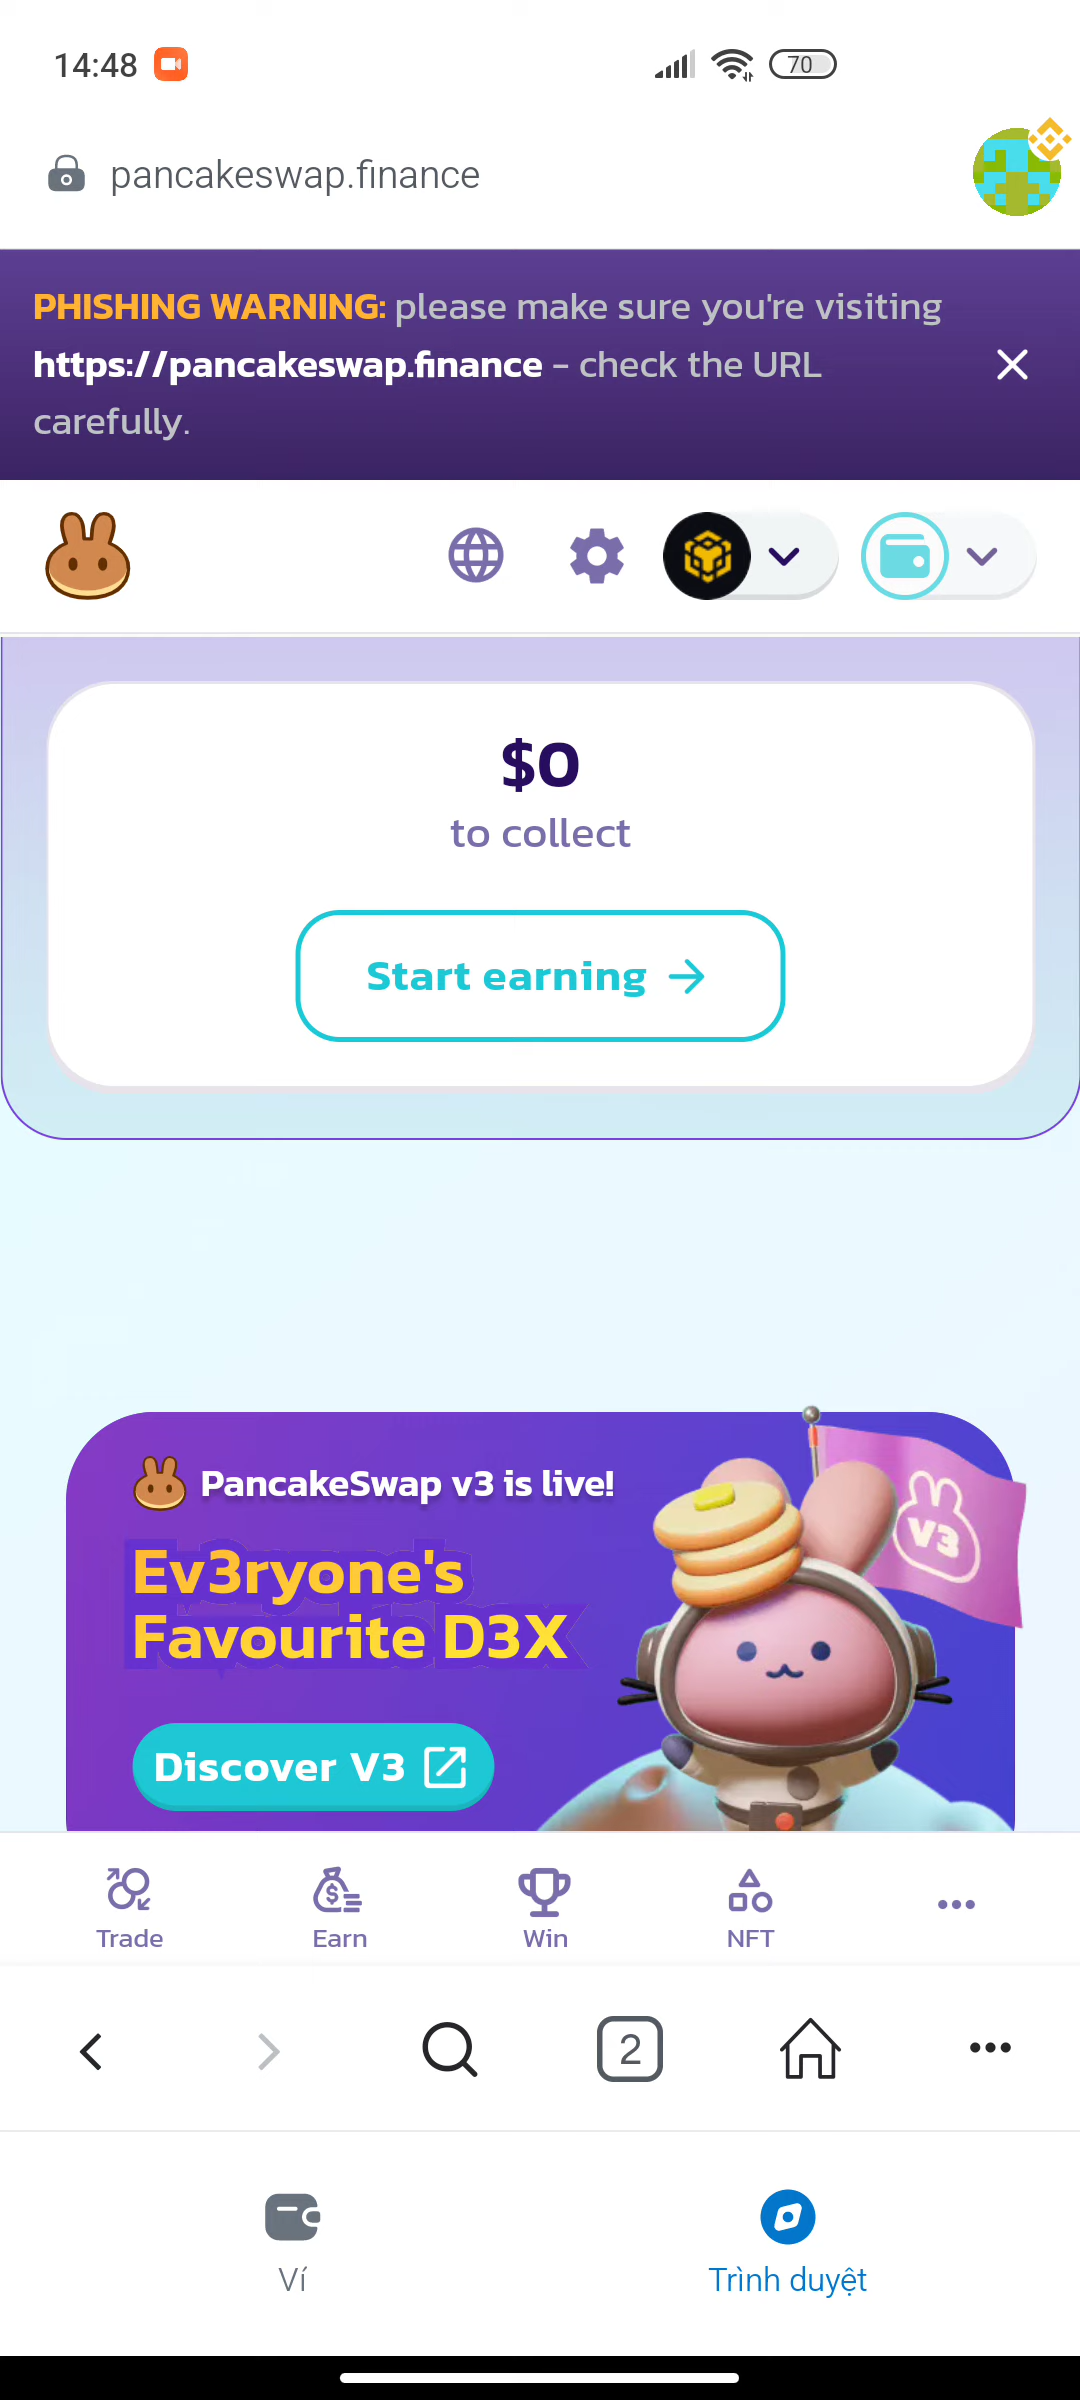 14:48
70
pancakeswap.finance
PHISHING WARNING: please make sure you're visiting
https://pancakeswap.finance - check the URL
carefully.
$0
to collect
Start earning
PancakeSwap v3 is live!
Ev3ryone's
Favourite D3X
V3
Discover V3
Trade
Earn
Win
NFT
2
Ví
Trình duyệt